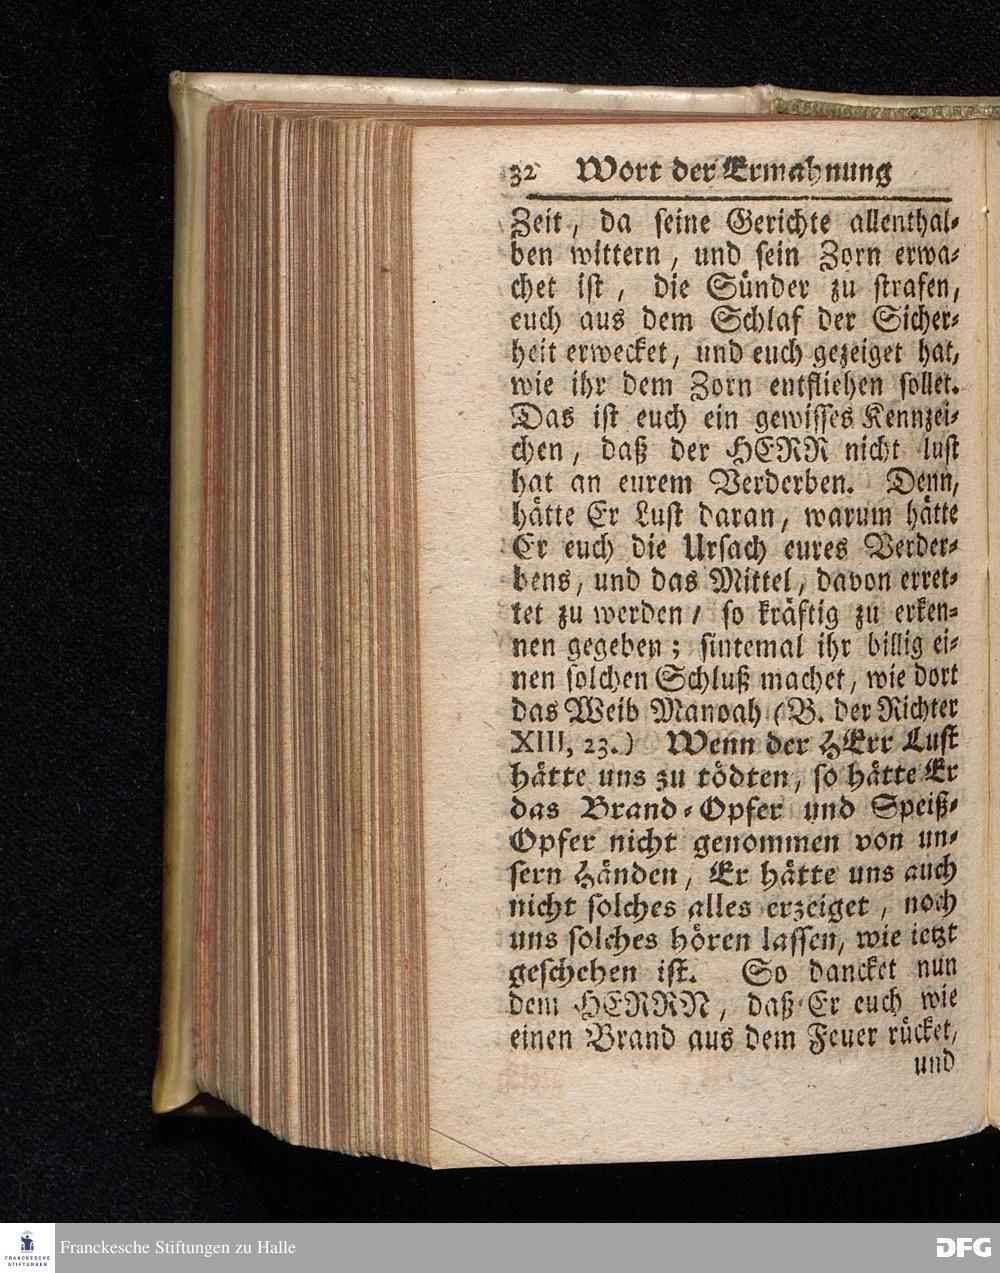 32 Wort der Ermahnung
Zeit, da seine Gerichte allenthal-
ben wittern, und sein Zorn erwa-
chet ist, die Sünder zu strafen,
euch aus dem Schlaf der Sicher-
heit erwecket, und euch gezeiget hat,
wie ihr dem Zorn entfliehen sollet.
Das ist euch ein gewisses Kennzei-
chen, daß der HERR nicht lust
hat an eurem Verderben. Denn,
hätte Er Lust daran, warum hätte
Er euch die Ursach eures Verder-
bens, und das Mittel, davon erret-
tet zu werden / so kräftig zu erken-
nen gegeben; sintemal ihr billig ei-
nen solchen Schluß machet, wie dort
das Weib Manoah (B. der Richter
XIII, 23.) Wenn der HErr Lust
hätte uns zu tödten, so hätte Er
das Brand-Opfer und Speiß-
Opfer nicht genommen von un-
sern Händen, Er hätte uns auch
nicht solches alles erzeiget, noch
uns solches hören lassen, wie ietzt
geschehen ist. So dancket nun
dem HERRN, daß Er euch wie
einen Brand aus dem Feuer rücket,
und
FRANCKESCHE
STIFTUNGEN
Franckesche Stiftungen zu Halle
DFG